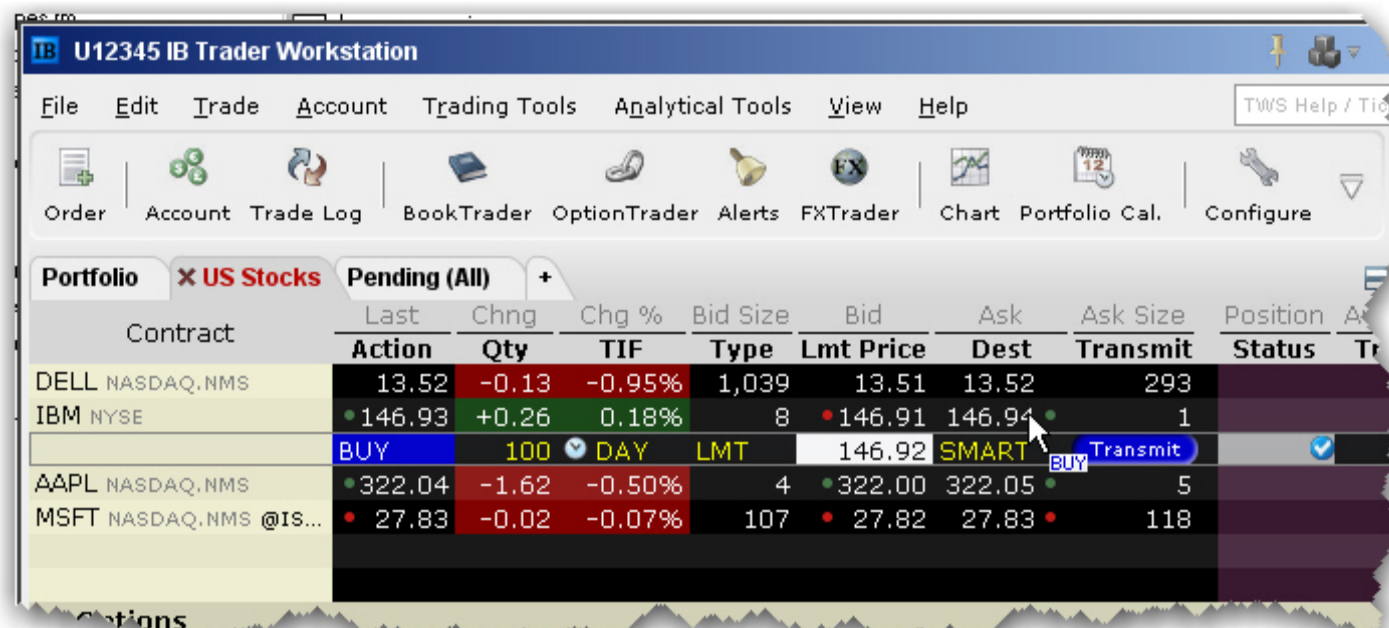 IB U12345 IB Trader Workstation
File Edit Trade Account Trading Tools Analytical Tools View Help TWS Help / Tic
12
FX
Order Account Trade Log BookTrader OptionTrader Alerts FXTrader Chart Portfolio Cal. Configure
Portfolio US Stocks Pending (All) +
Contract
Last Chng Chg % Bid Size Bid Ask Ask Size Position
Action Qty TIF Type Lmt Price Dest Transmit Status
DELL NASDAQ.NMS 13.52 -0.13 -0.95% 1,039 13.51 13.52 293
IBM NYSE 146.93 +0.26 0.18% 8 146.91 146.94 1
BUY 100 DAY LMT 146.92 SMART Transmit
BUY
AAPL NASDAQ.NMS 322.04 -1.62 -0.50% 4 322.00 322.05 5
MSFT NASDAQ.NMS @IS... 27.83 -0.02 -0.07% 107 27.82 27.83 118